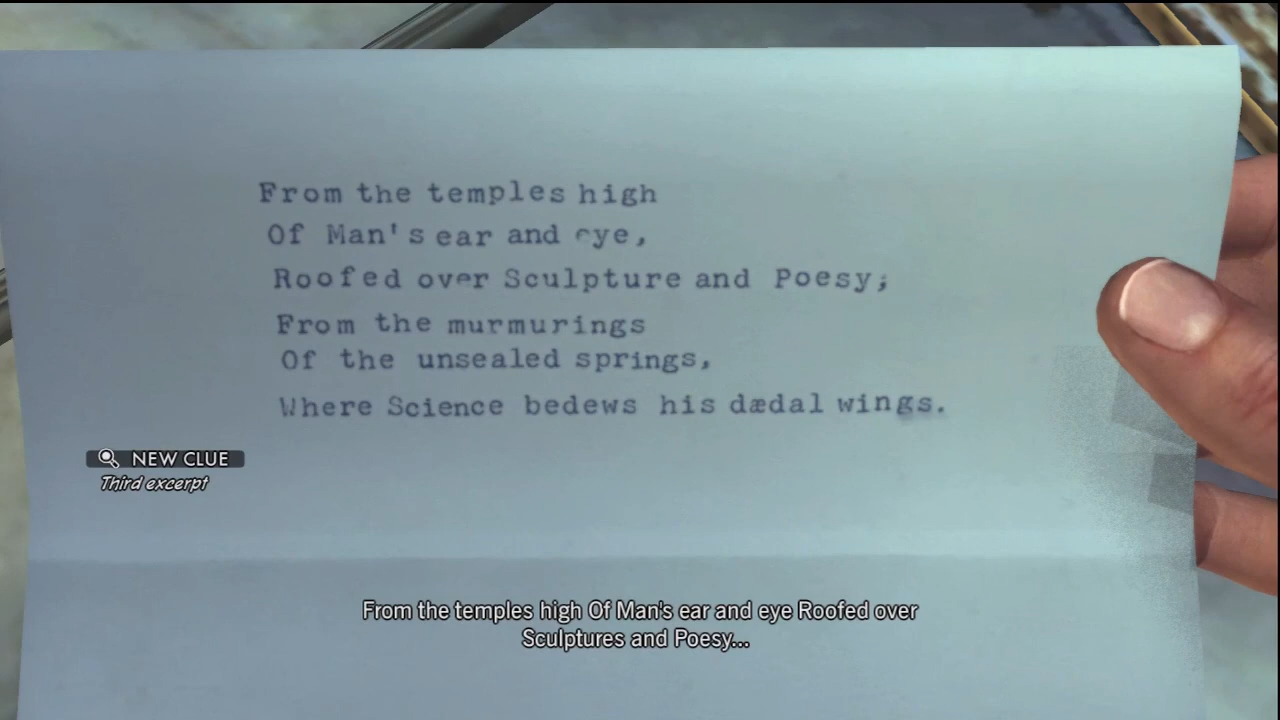 From the temples high
Of Man's ear and eye,
Roofed over Sculpture and Poesy;
From the murmurings
Of the unsealed springs,
Where Science bedews his dædal wings.
NEW CLUE
Third excerpt
From the temples high Of Man's ear and eye Roofed over
Sculptures and Poesy...